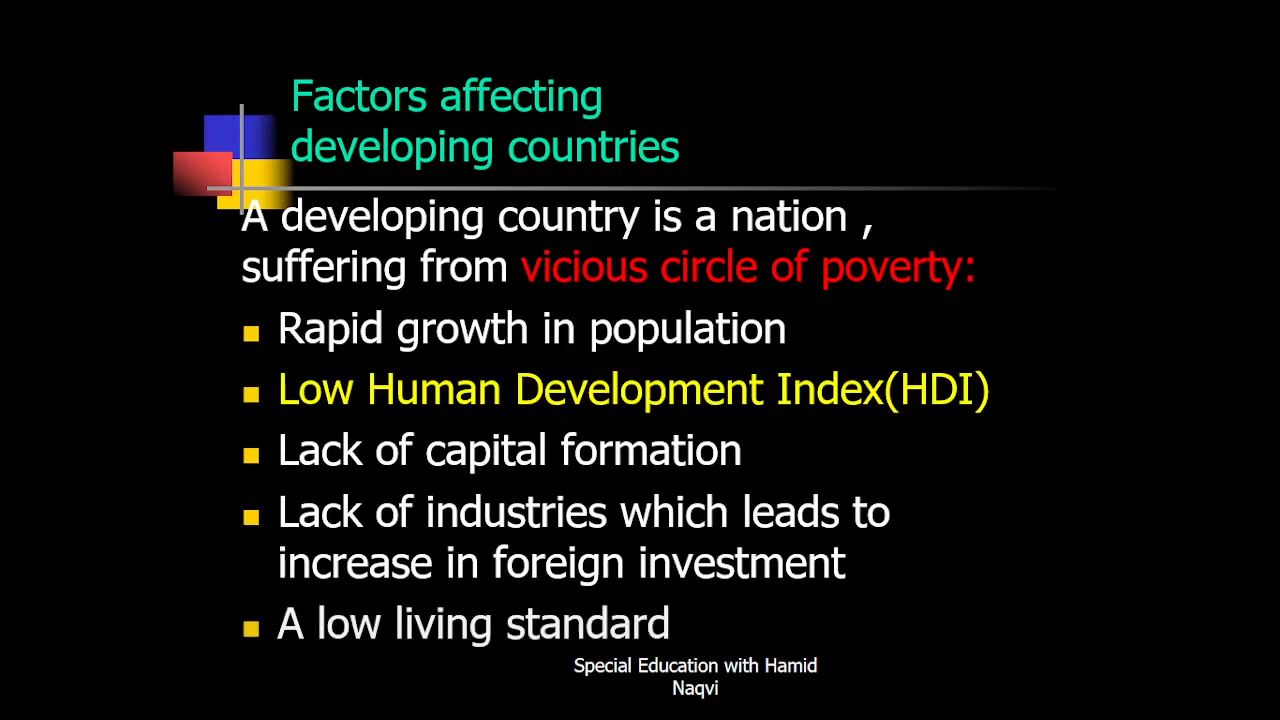 Factors affecting
developing countries
A developing country is a nation ,
suffering from vicious circle of poverty:
Rapid growth in population
Low Human Development Index(HDI)
Lack of capital formation
Lack of industries which leads to
increase in foreign investment
A low living standard
Special Education with Hamid
Naqvi